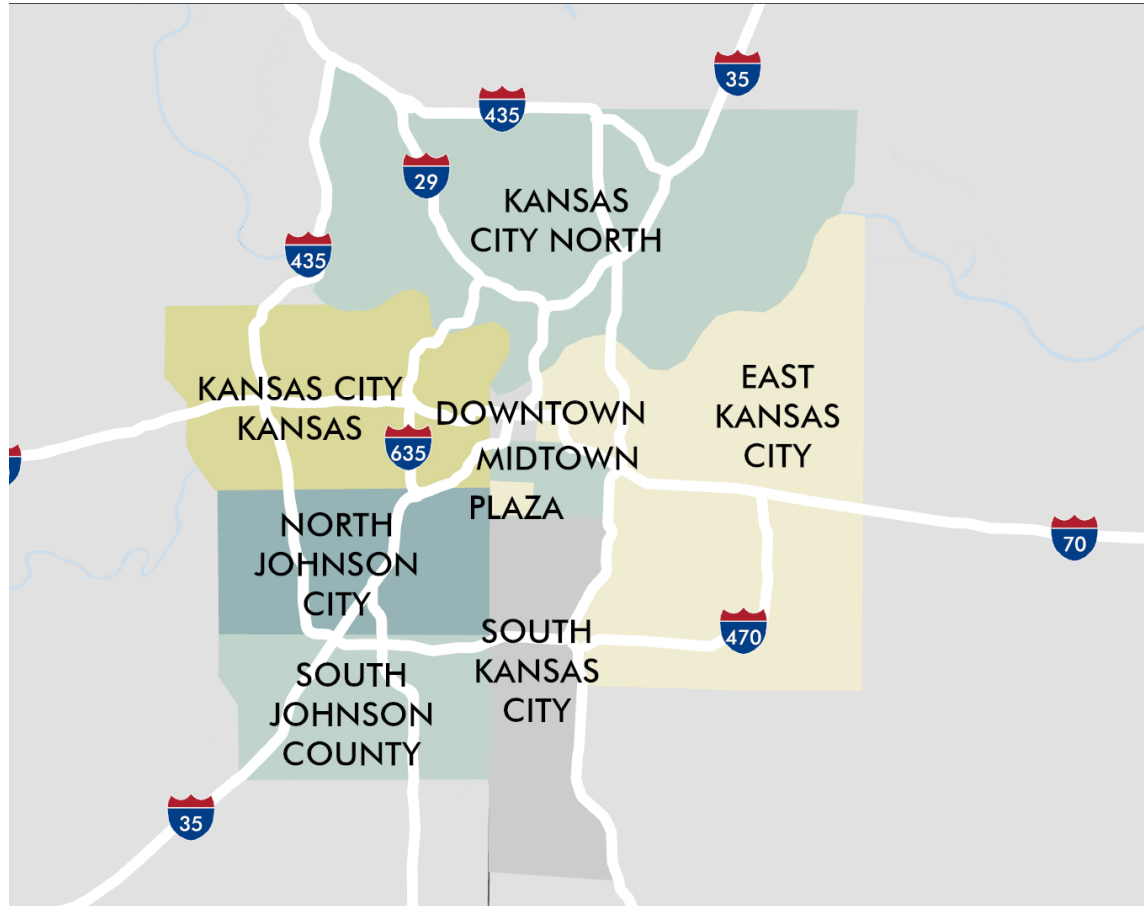 35
435
29
KANSAS
CITY NORTH
435
KANSAS CITY
KANSAS
EAST
KANSAS
CITY
DOWNTOWN
635
MIDTOWN
PLAZA
NORTH
JOHNSON
CITY
70
SOUTH
KANSAS
CITY
470
SOUTH
JOHNSON
COUNTY
35